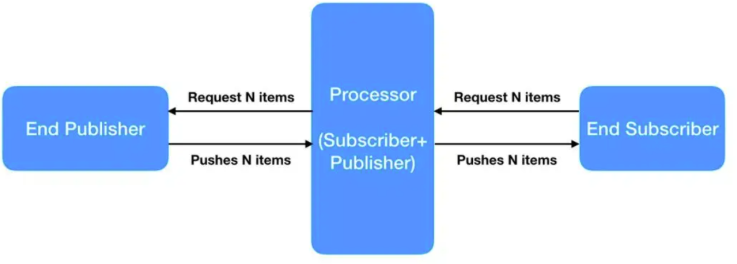 End Publisher
Request N items
Pushes N items
Processor
(Subscriber+
Publisher)
Request N items
Pushes N items
End Subscriber